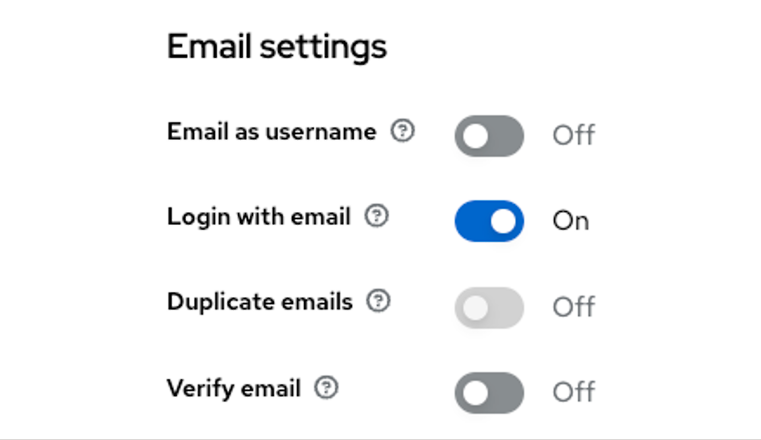 Email settings
Email as username ? Off
Login with email ? On
Duplicate emails ? Off
Verify email ? Off